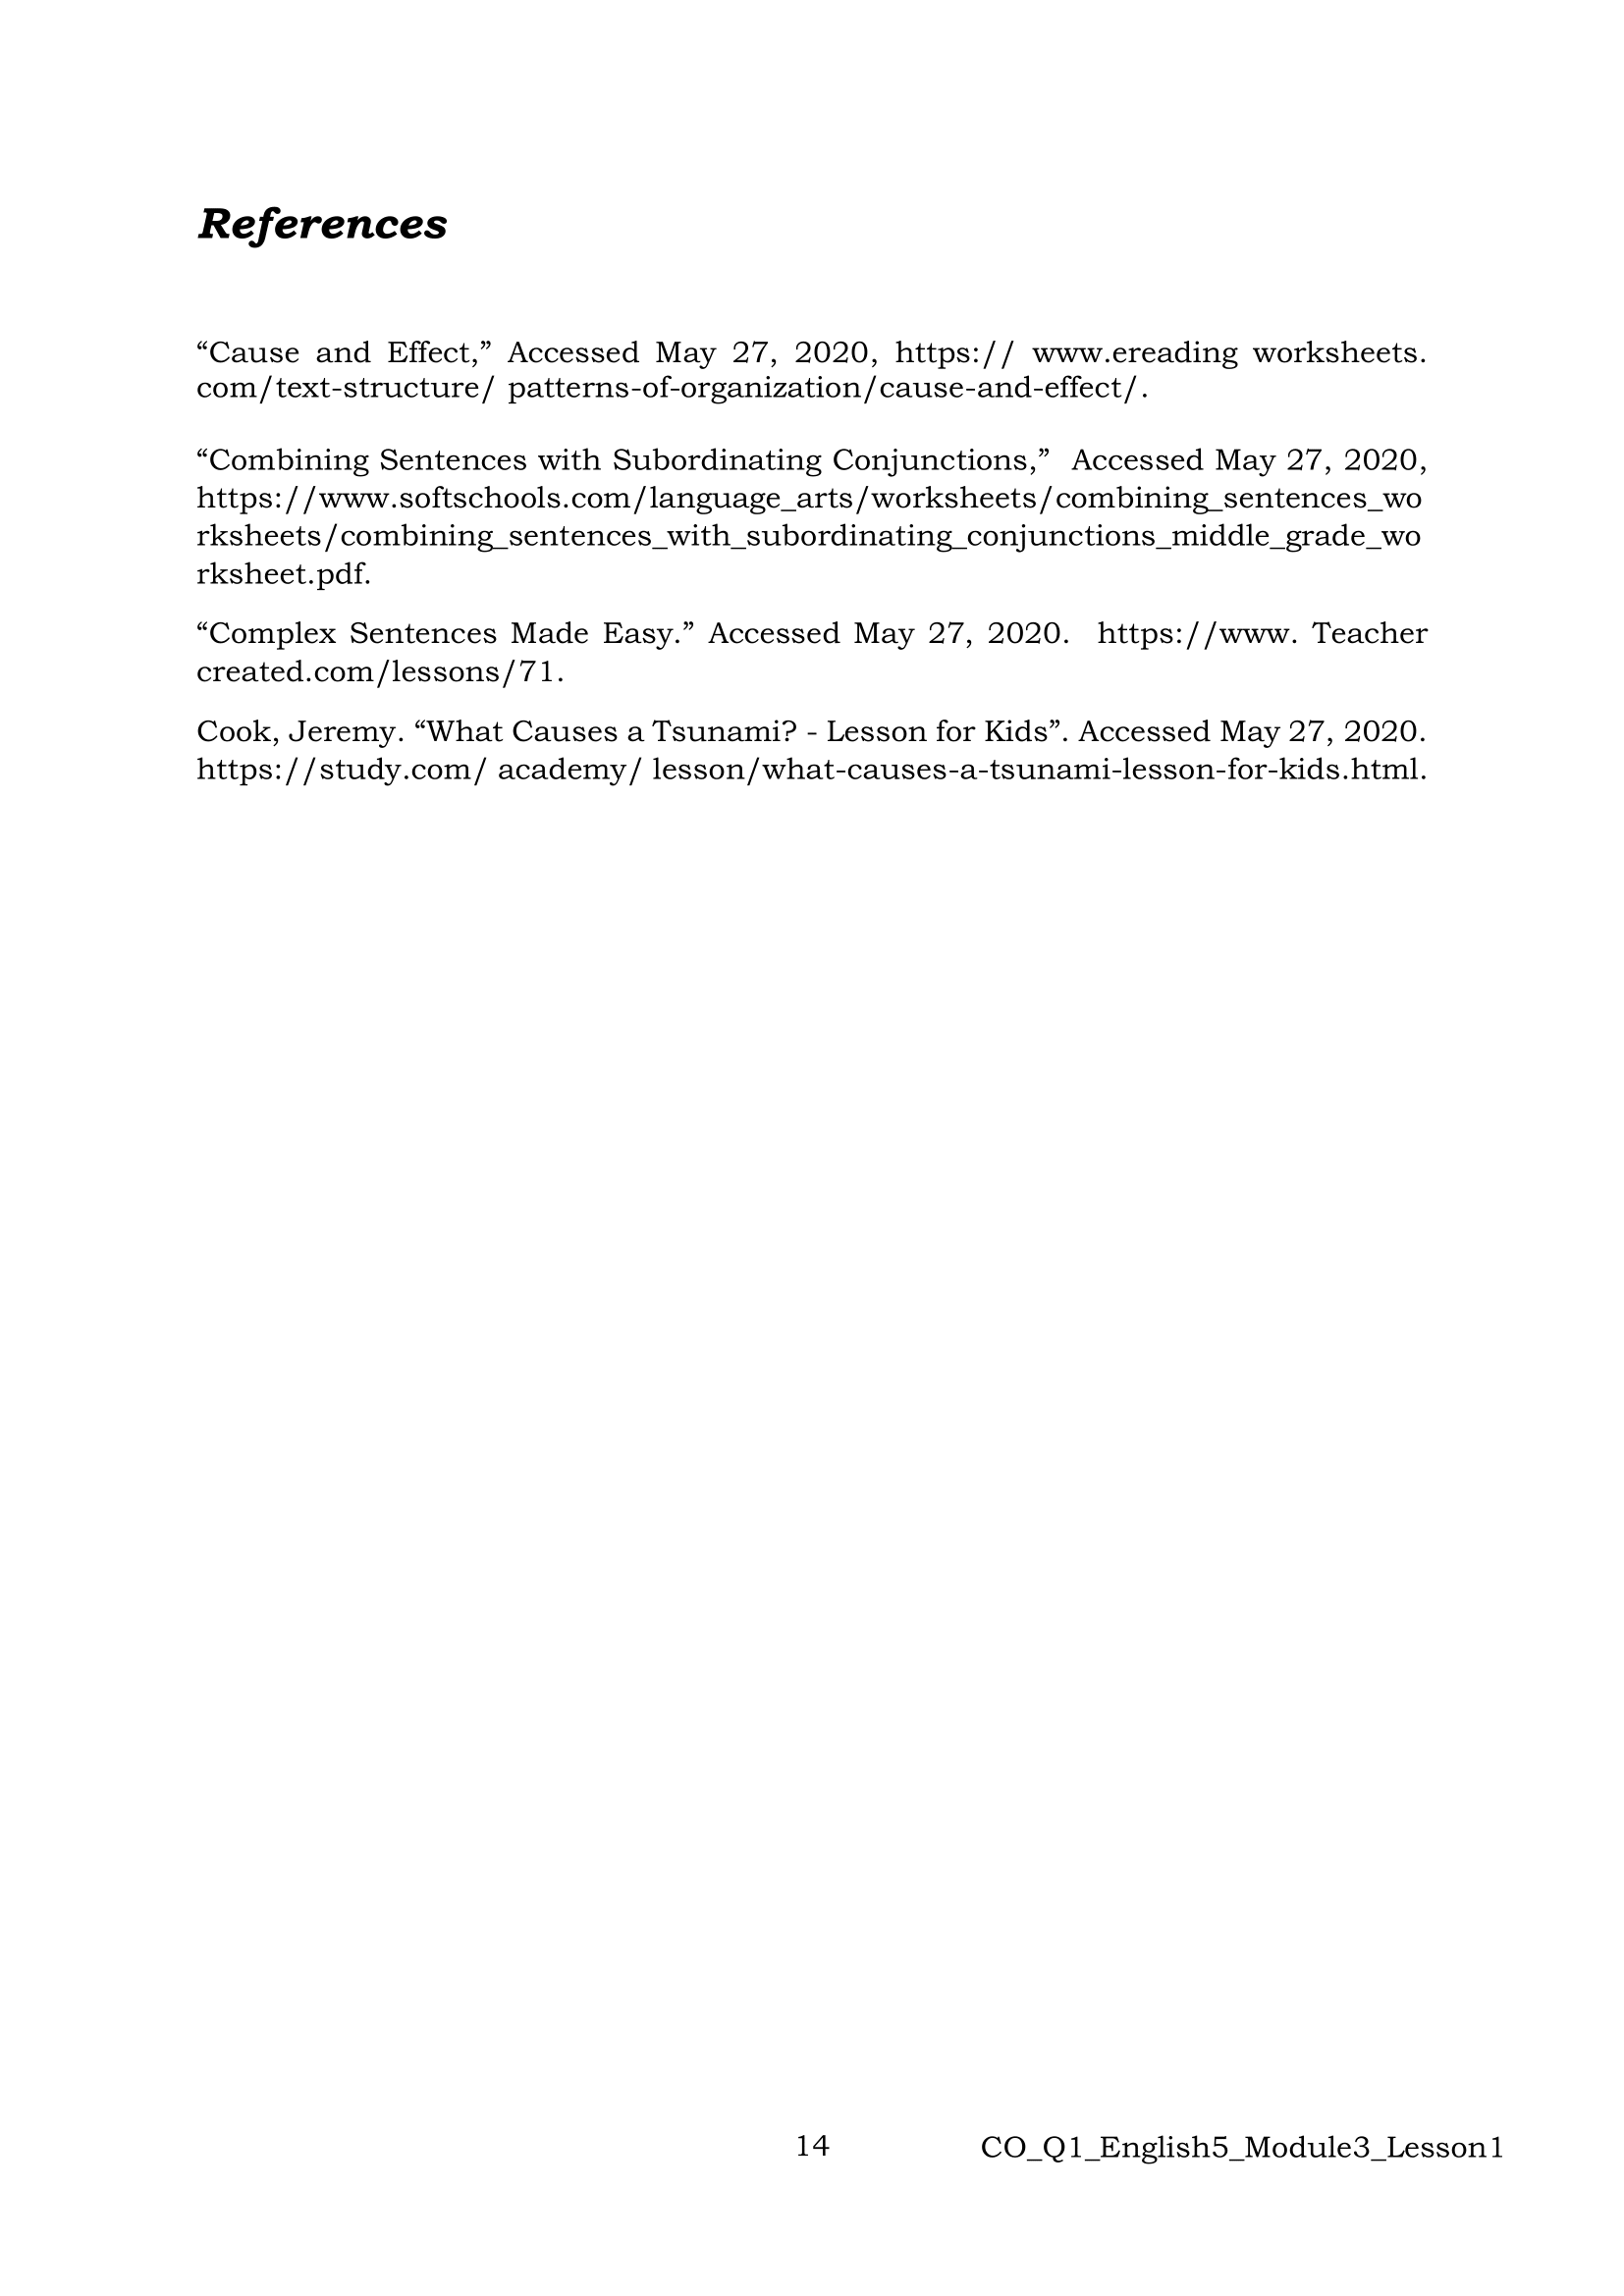 References
“Cause and Effect,” Accessed May 27, 2020, https:// www.ereading worksheets.
com/text-structure/ patterns-of-organization/cause-and-effect/.
“Combining Sentences with Subordinating Conjunctions,”  Accessed May 27, 2020,
https://www.softschools.com/language_arts/worksheets/combining_sentences_wo
rksheets/combining_sentences_with_subordinating_conjunctions_middle_grade_wo
rksheet.pdf.
“Complex Sentences Made Easy.” Accessed May 27, 2020.  https://www. Teacher
created.com/lessons/71.
Cook, Jeremy. “What Causes a Tsunami? - Lesson for Kids”. Accessed May 27, 2020.
https://study.com/ academy/ lesson/what-causes-a-tsunami-lesson-for-kids.html.
14
CO_Q1_English5_Module3_Lesson1